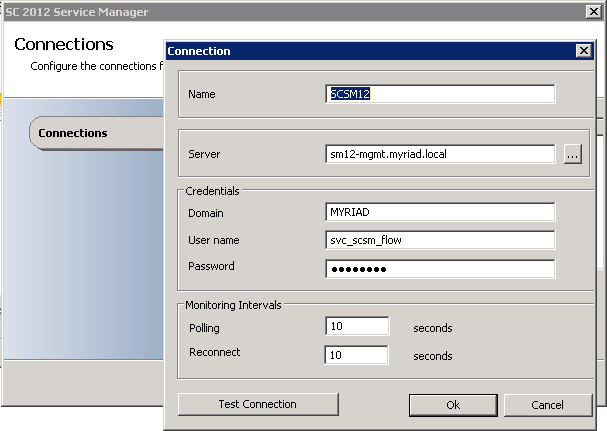 SC 2012 Service Manager
Connections
Configure the connections f
Connections
Connection
Name
SCSM12
Server
sm12-mgmt.myriad.local
...
Credentials
Domain
MYRIAD
User name
svc_scsm_flow
Password
●●●●●●●●
Monitoring Intervals
Polling
10
seconds
Reconnect
10
seconds
Test Connection
Ok
Cancel